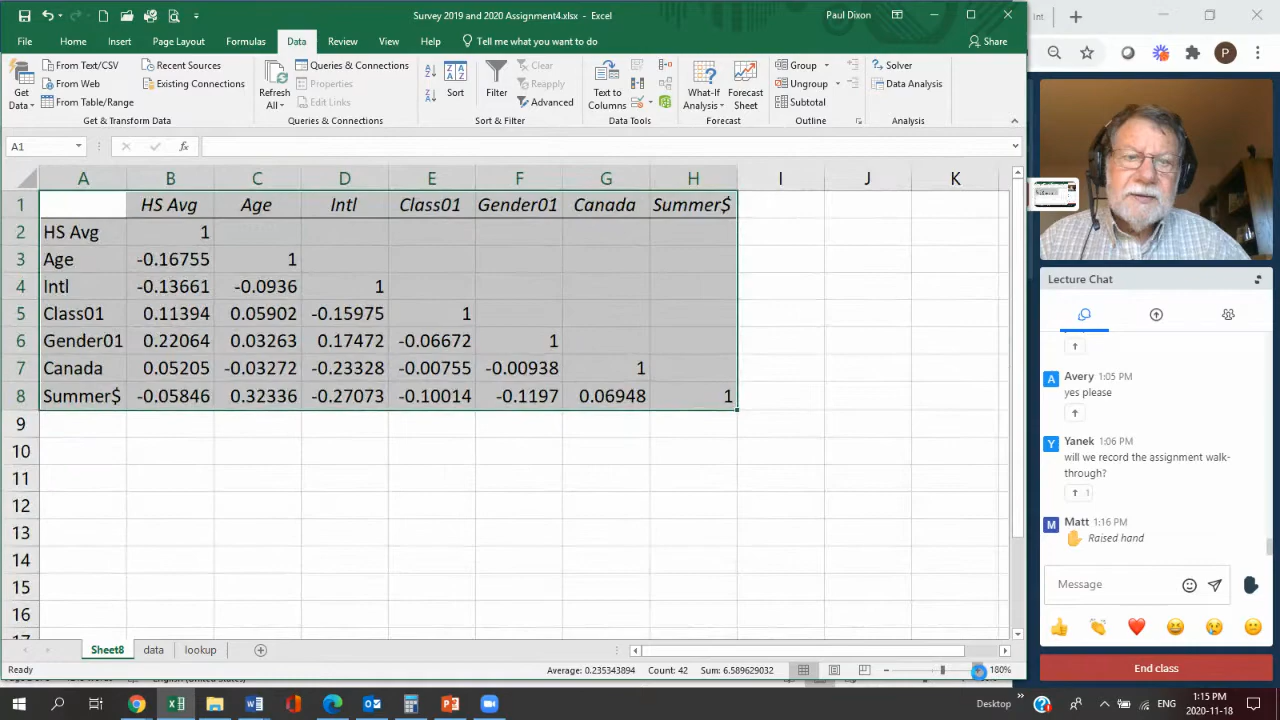 Survey 2019 and 2020 Assignment4.xlsx - Excel
Paul Dixon
File Home Insert Page Layout Formulas Data Review View Help Tell me what you want to do Share
Get Data
From Text/CSV
From Web
From Table/Range
Recent Sources
Existing Connections
Get & Transform Data
Refresh All
Queries & Connections
Properties
Edit Links
Queries & Connections
Sort
Filter
Clear
Reapply
Advanced
Sort & Filter
Text to Columns
Data Tools
What-If Analysis
Forecast Sheet
Forecast
Group
Ungroup
Subtotal
Outline
Solver
Data Analysis
Analysis
A1
fx
A B C D E F G H I J K
1 HS Avg Age Intl Class01 Gender01 Canada Summer$
2 HS Avg 1
3 Age -0.16755 1
4 Intl -0.13661 -0.0936 1
5 Class01 0.11394 0.05902 -0.15975 1
6 Gender01 0.22064 0.03263 0.17472 -0.06672 1
7 Canada 0.05205 -0.03272 -0.23328 -0.00755 -0.00938 1
8 Summer$ -0.05846 0.32336 -0.27073 -0.10014 -0.1197 0.06948 1
9
10
11
12
13
14
15
16
Sheet8 data lookup
Ready
Average: 0.235343894 Count: 42 Sum: 6.589629032
180%
Int.
P
Lecture Chat
A
Avery 1:05 PM
yes please
Y
Yanek 1:06 PM
will we record the assignment walk-
through?
1
M
Matt 1:16 PM
Raised hand
Message
End class
Desktop
ENG
1:15 PM
2020-11-18